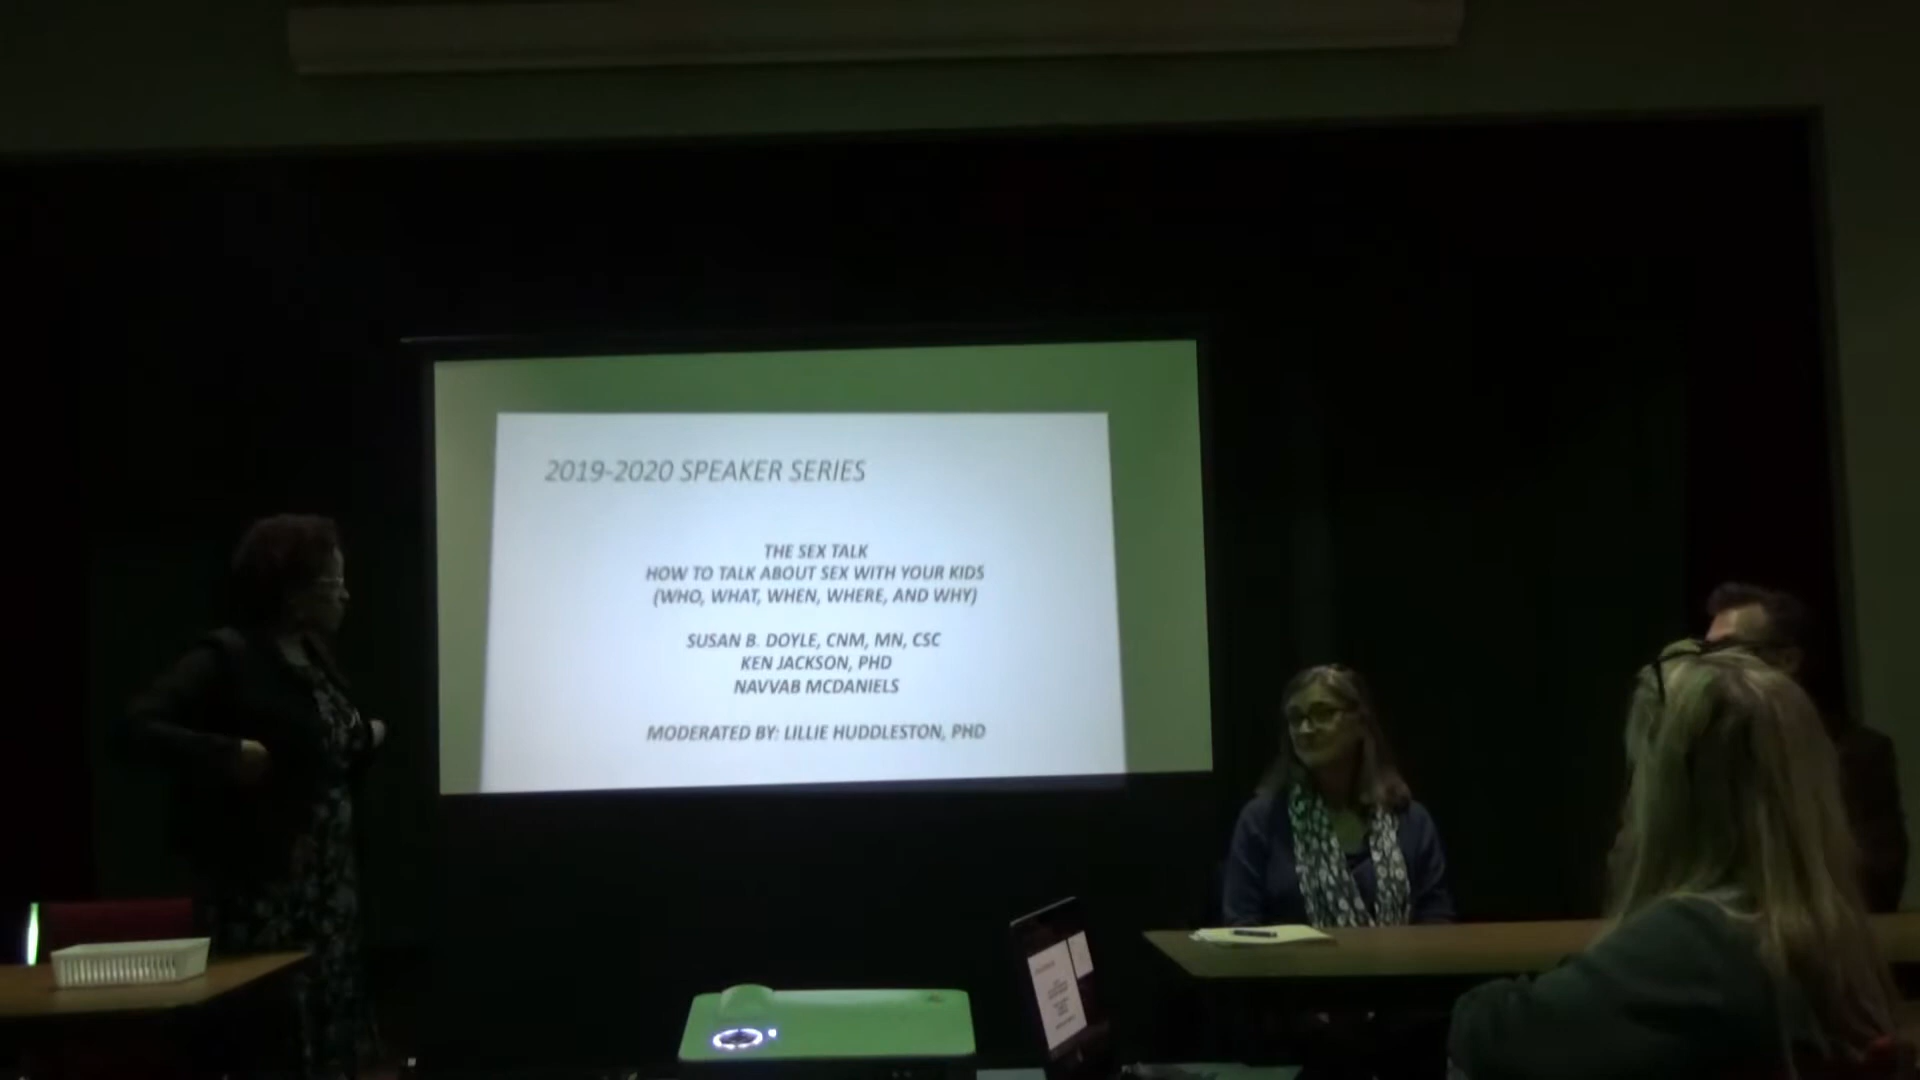 2019-2020 SPEAKER SERIES
THE SEX TALK
HOW TO TALK ABOUT SEX WITH YOUR KIDS
(WHO, WHAT, WHEN, WHERE, AND WHY)
SUSAN B. DOYLE, CNM, MN, CSC
KEN JACKSON, PHD
NAVVAB MCDANIELS
MODERATED BY: LILLIE HUDDLESTON, PHD